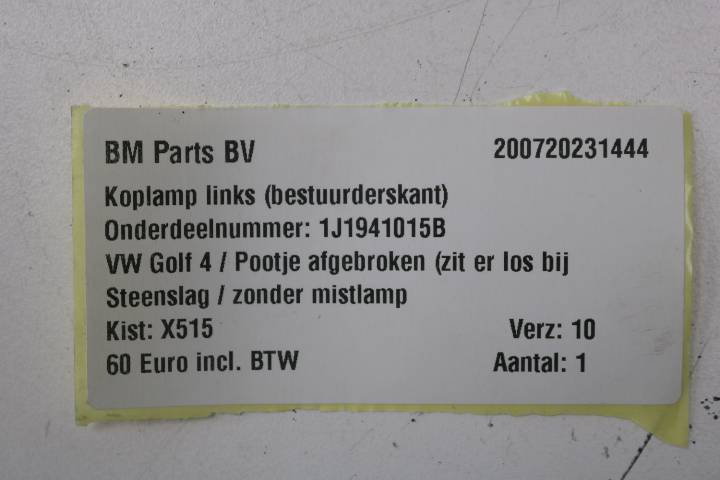 BM Parts BV 200720231444
Koplamp links (bestuurderskant)
Onderdeelnummer: 1J1941015B
VW Golf 4 / Pootje afgebroken (zit er los bij
Steenslag / zonder mistlamp
Kist: X515 Verz: 10
60 Euro incl. BTW Aantal: 1